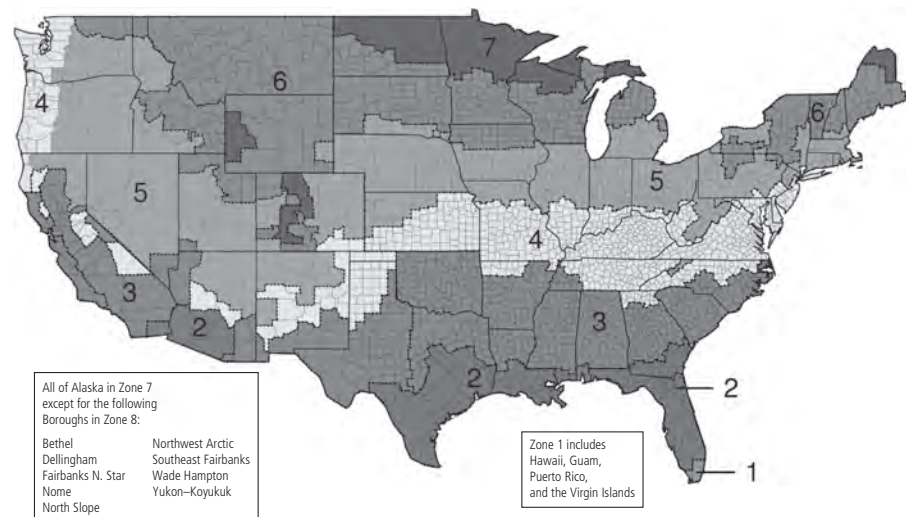 7
6
4
6
5
5
4
3
2
3
2
2
1
All of Alaska in Zone 7
except for the following
Boroughs in Zone 8:
Bethel
Dellingham
Fairbanks N. Star
Nome
North Slope
Northwest Arctic
Southeast Fairbanks
Wade Hampton
Yukon–Koyukuk
Zone 1 includes
Hawaii, Guam,
Puerto Rico,
and the Virgin Islands